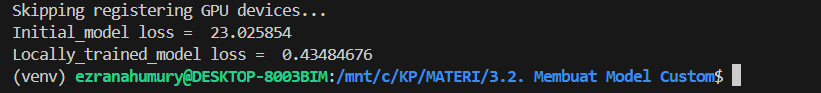 Skipping registering GPU devices...
Initial_model loss =  23.025854
Locally_trained_model loss =  0.43484676
(venv) ezranahumury@DESKTOP-8003BIM:/mnt/c/KP/MATERI/3.2. Membuat Model Custom$